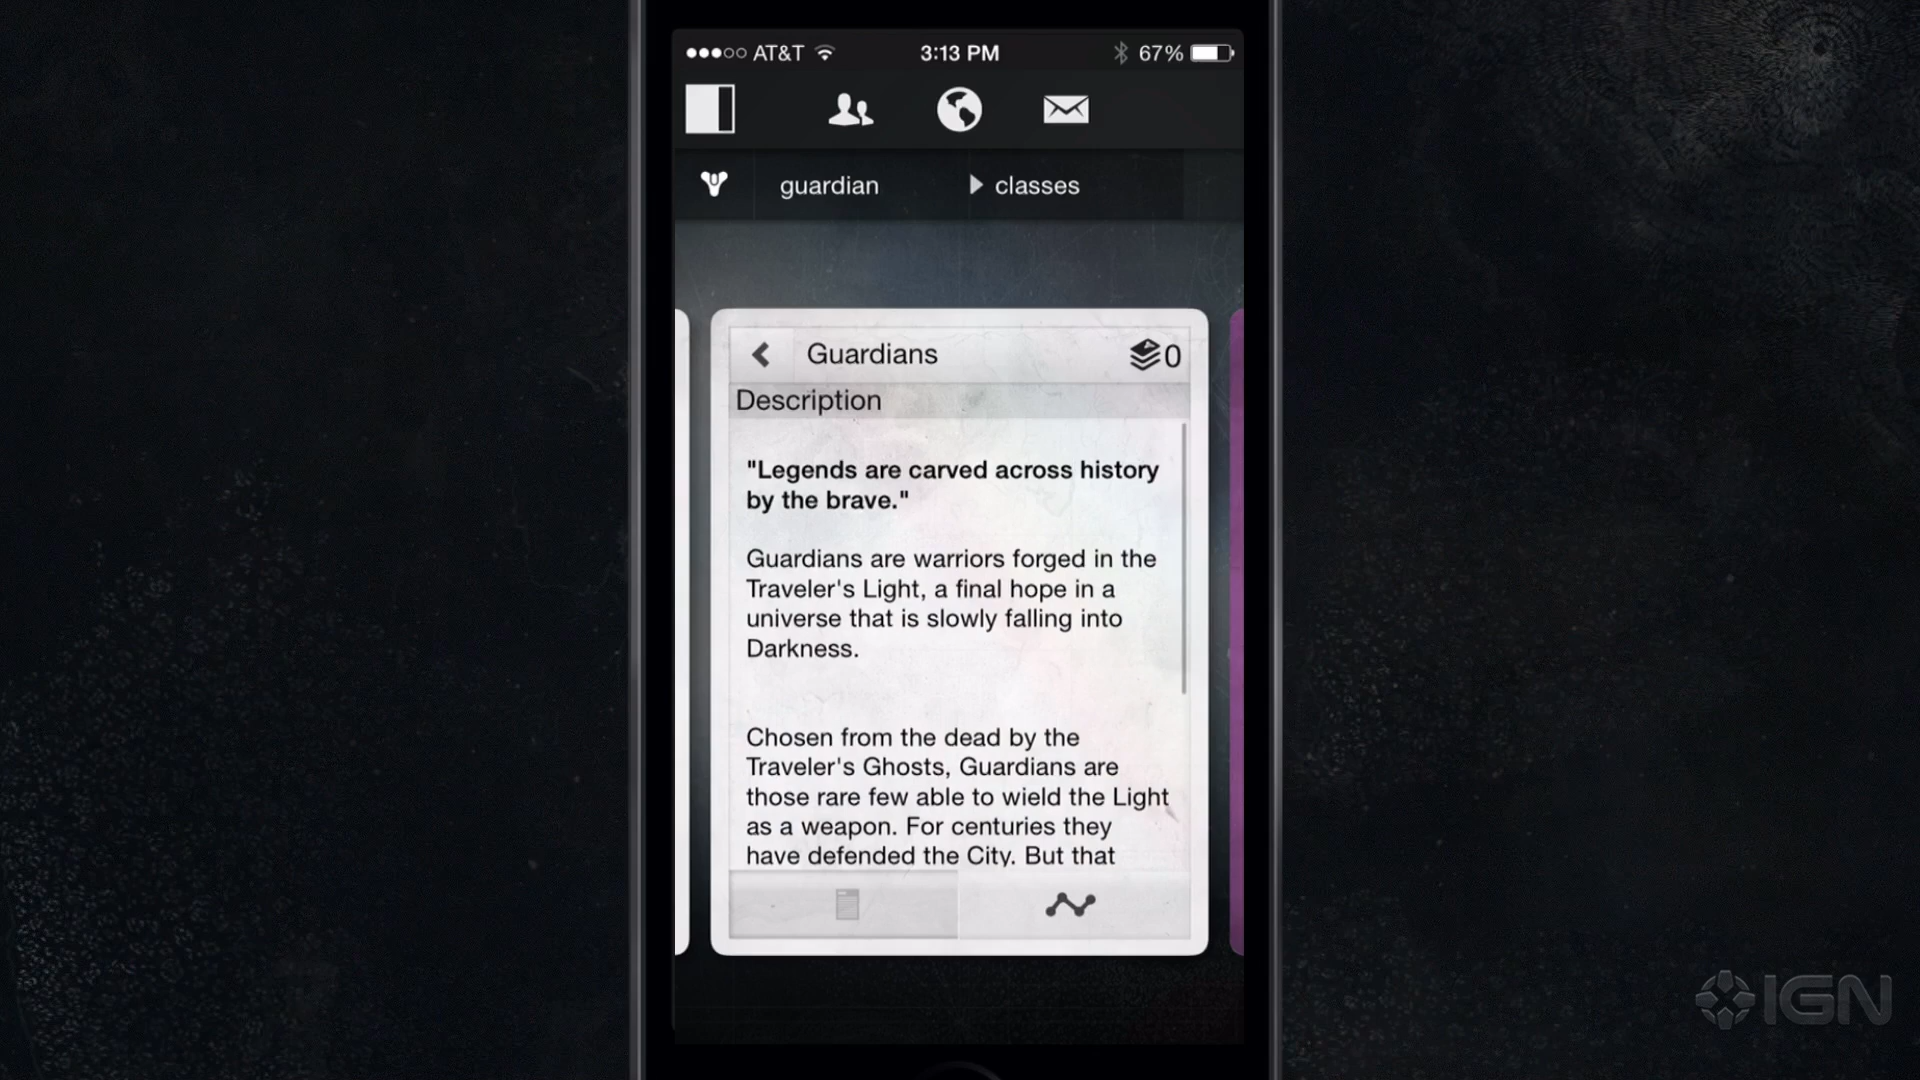 AT&T 3:13 PM 67%
guardian classes
Guardians 0
Description
"Legends are carved across history
by the brave."
Guardians are warriors forged in the
Traveler's Light, a final hope in a
universe that is slowly falling into
Darkness.
Chosen from the dead by the
Traveler's Ghosts, Guardians are
those rare few able to wield the Light
as a weapon. For centuries they
have defended the City. But that
IGN